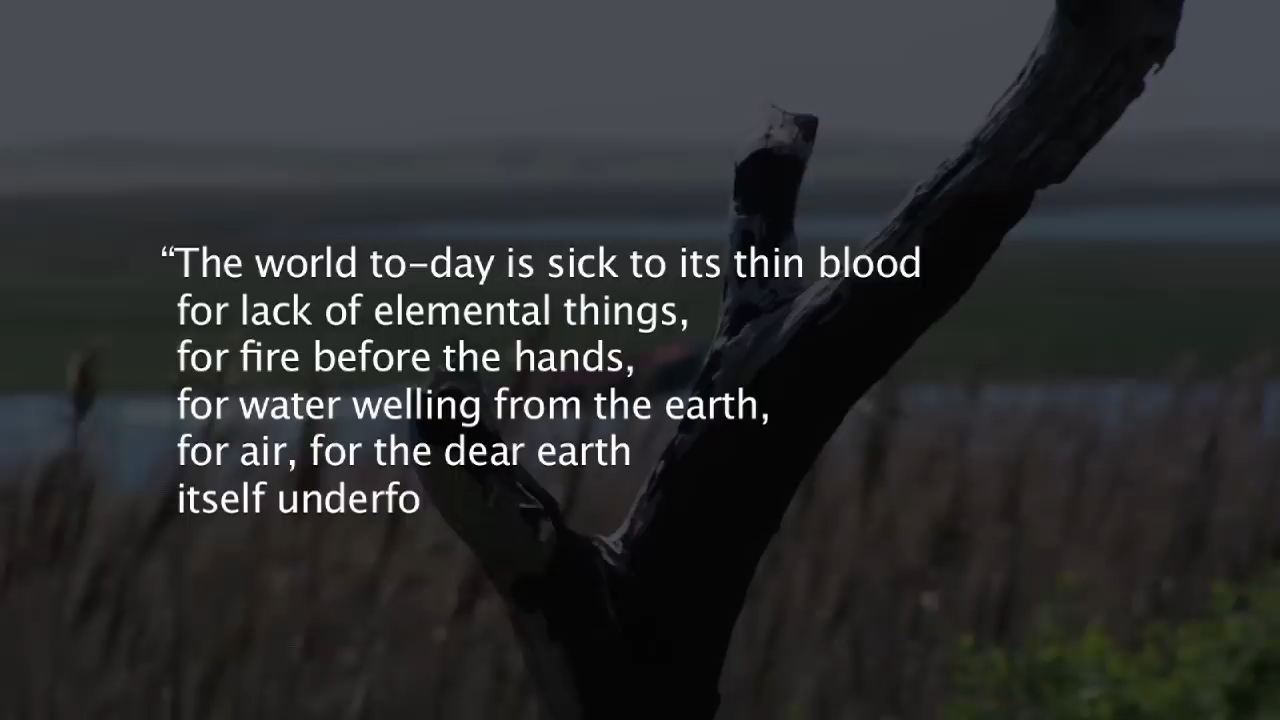 “The world to-day is sick to its thin blood
for lack of elemental things,
for fire before the hands,
for water welling from the earth,
for air, for the dear earth
itself underfo